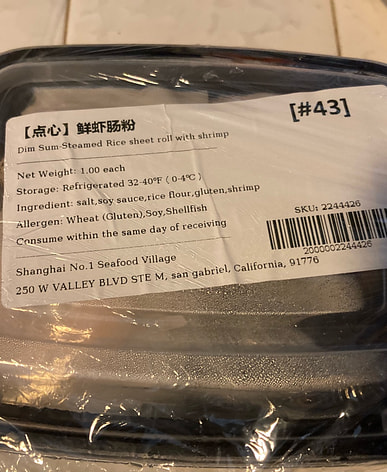 【点心】鲜虾肠粉
[#43]
Dim Sum-Steamed Rice sheet roll with shrimp
Net Weight: 1.00 each
Storage: Refrigerated 32-40°F ( 0-4°C )
Ingredient: salt,soy sauce,rice flour,gluten,shrimp
Allergen: Wheat (Gluten),Soy,Shellfish
Consume within the same day of receiving
SKU: 2244426
2000002244426
Shanghai No.1 Seafood Village
250 W VALLEY BLVD STE M, san gabriel, California, 91776